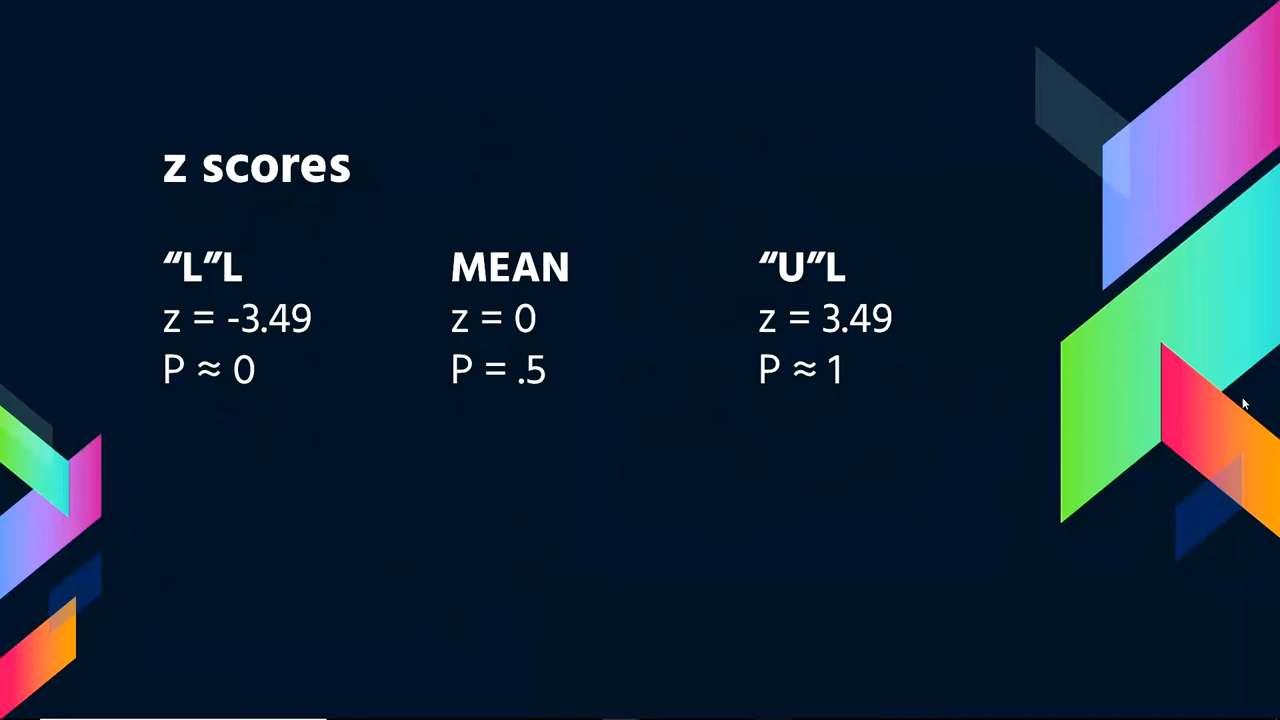 z scores
“L”L
z = -3.49
P ≈ 0
MEAN
z = 0
P = .5
“U”L
z = 3.49
P ≈ 1